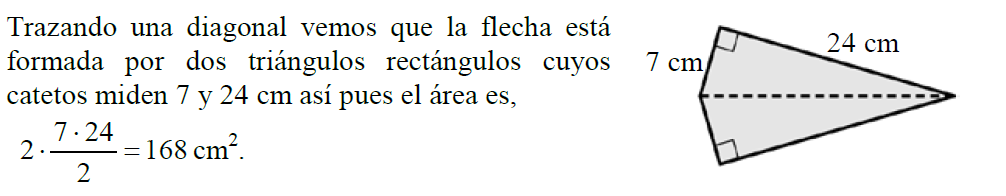 Trazando una diagonal vemos que la flecha está
formada por dos triángulos rectángulos cuyos
catetos miden 7 y 24 cm así pues el área es,
2 · \frac{7 · 24}{2} = 168 cm².
24 cm
7 cm